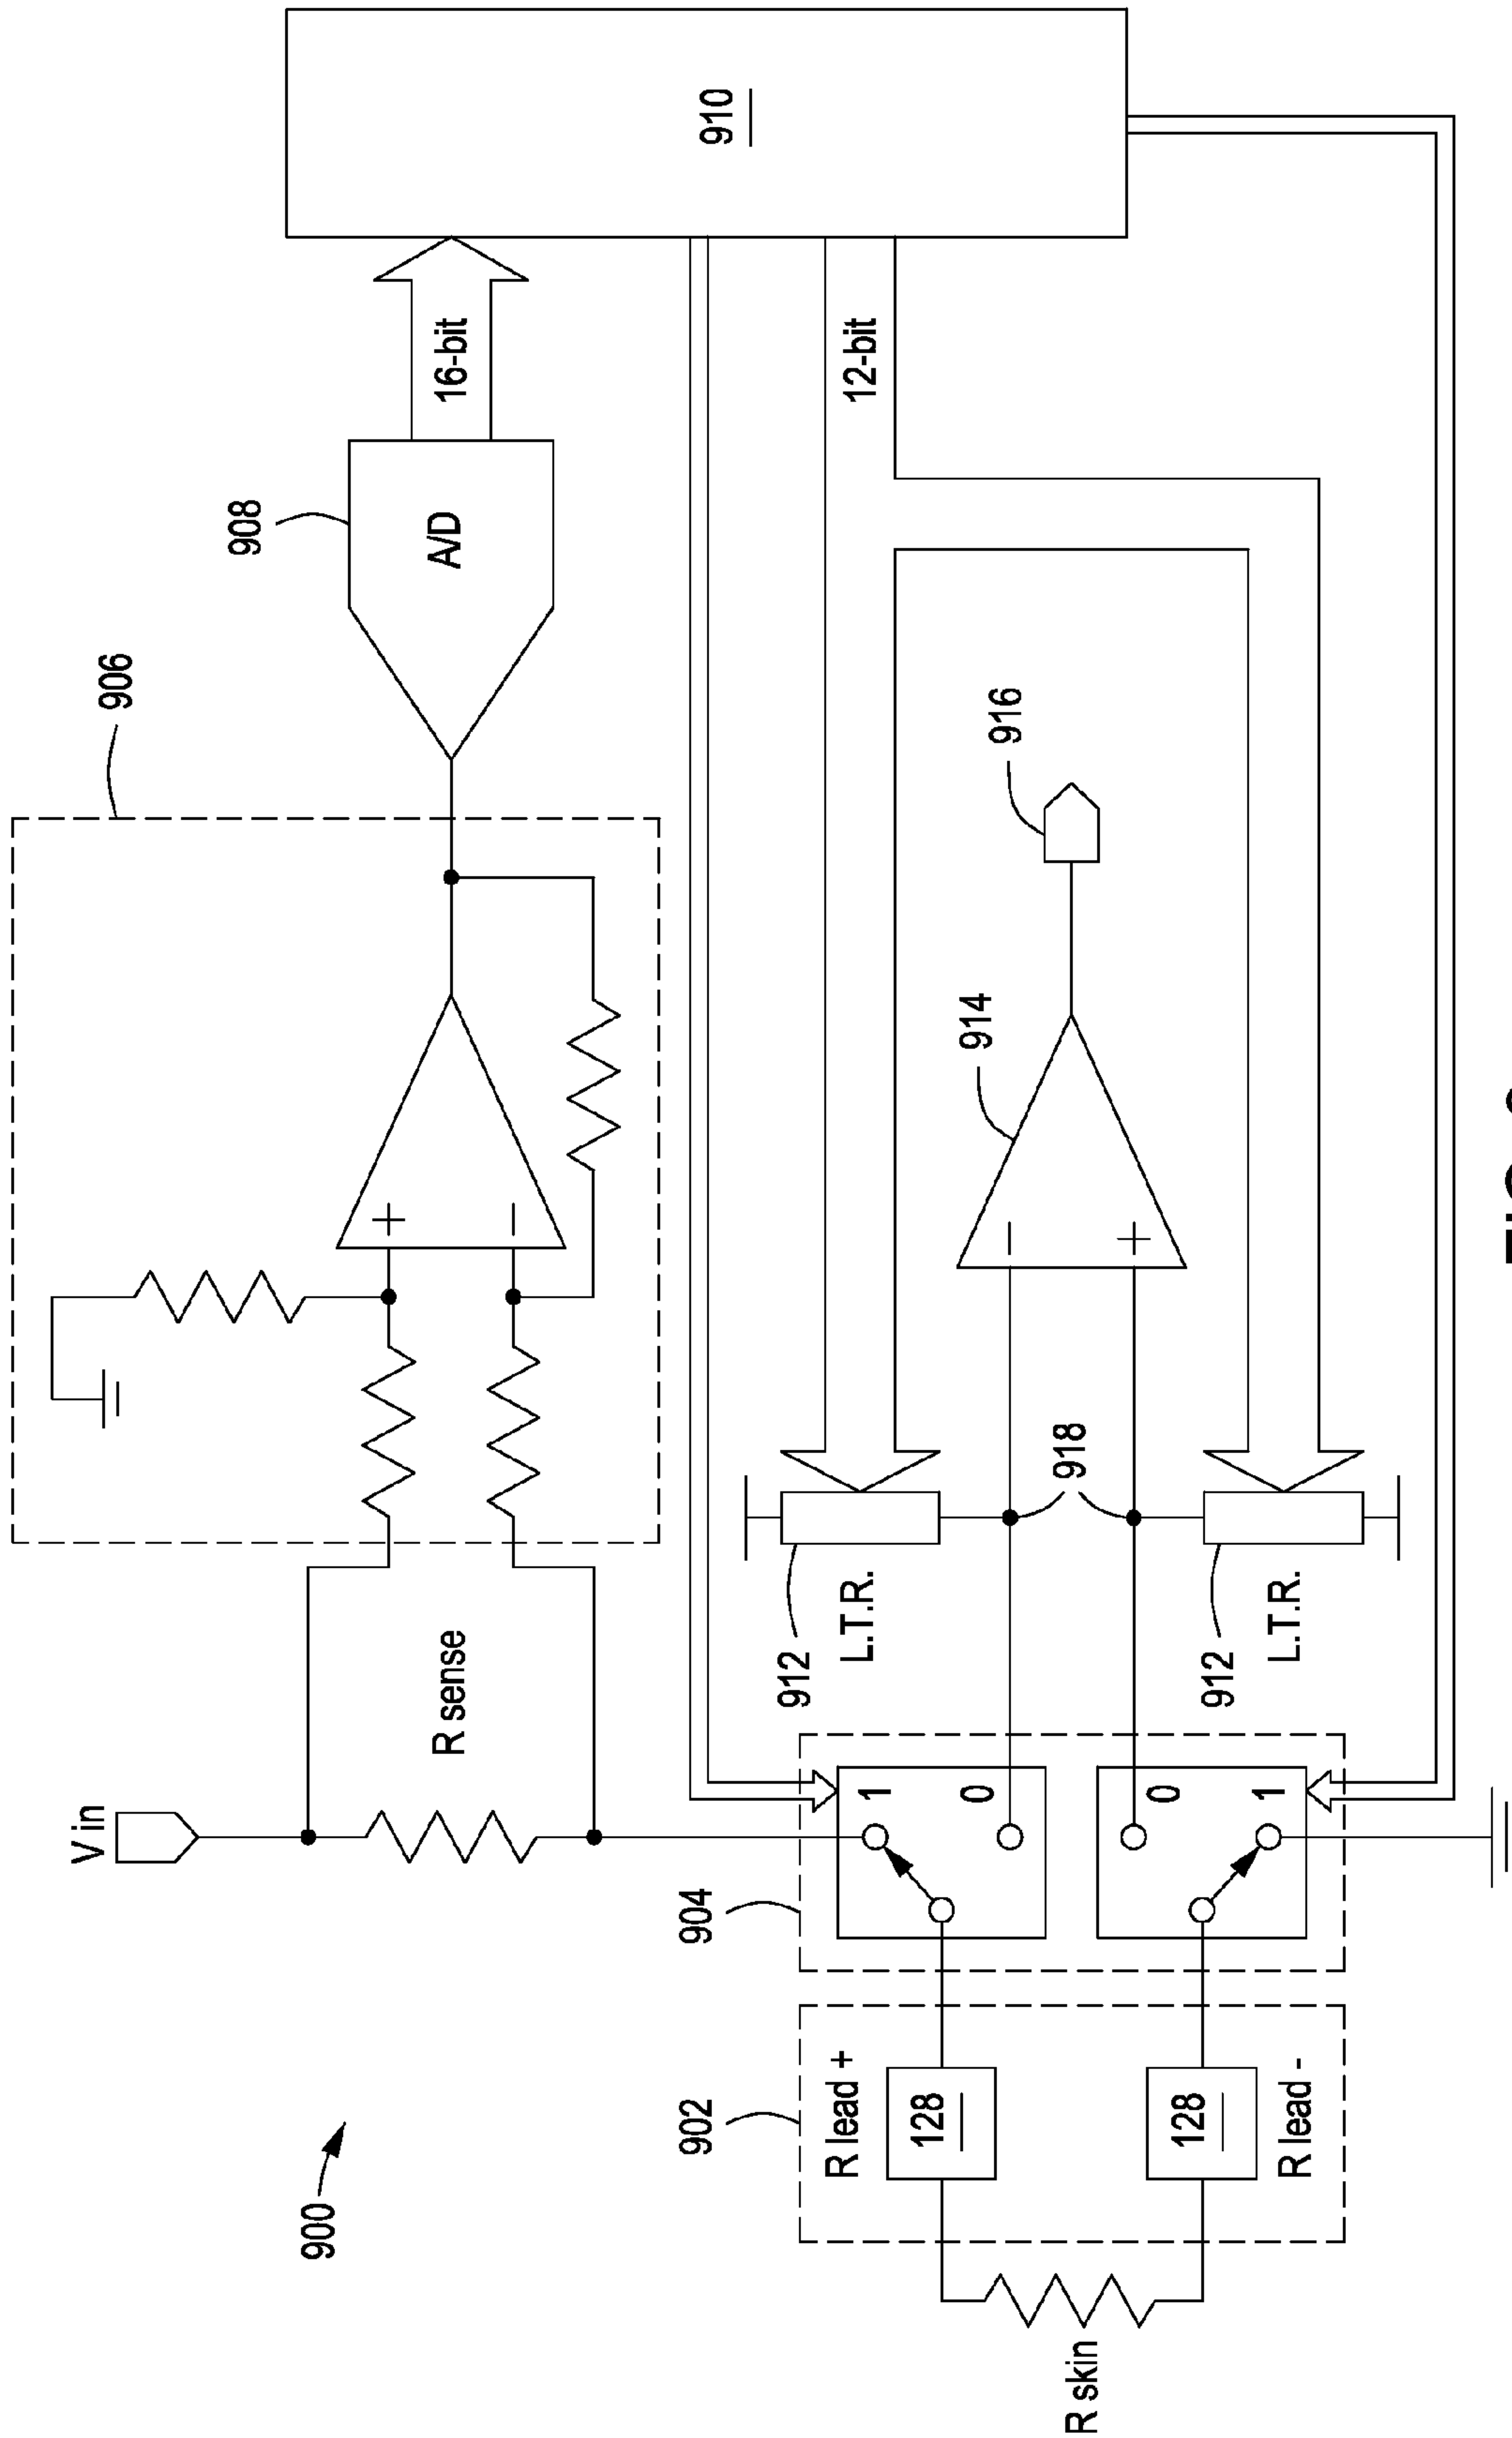 900
V in
R sense
906
908
A/D
16-bit
910
12-bit
902
904
R lead +
128
128
R lead -
R skin
1
0
0
1
912
L.T.R.
912
L.T.R.
918
914
916
+
−
−
+